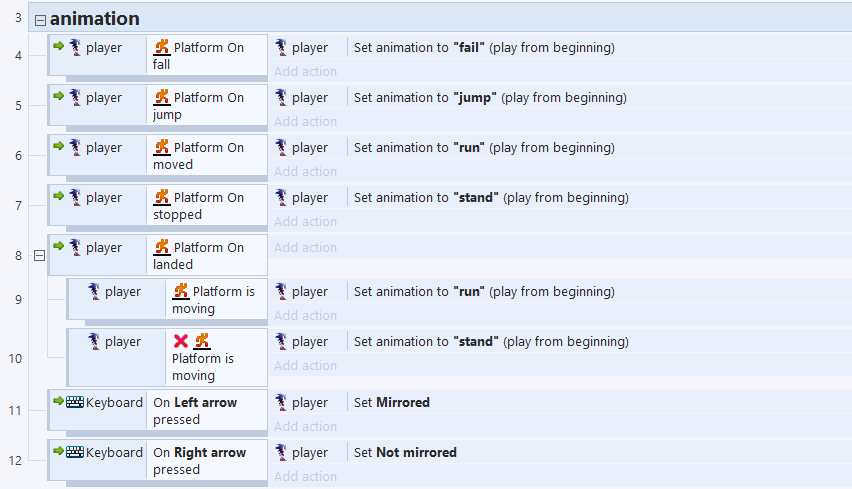 3 animation
4 player Platform On fall player Set animation to "fail" (play from beginning)
Add action
5 player Platform On jump player Set animation to "jump" (play from beginning)
Add action
6 player Platform On moved player Set animation to "run" (play from beginning)
Add action
7 player Platform On stopped player Set animation to "stand" (play from beginning)
Add action
8 player Platform On landed Add action
9 player Platform is moving player Set animation to "run" (play from beginning)
Add action
10 player Platform is moving player Set animation to "stand" (play from beginning)
Add action
11 Keyboard On Left arrow pressed player Set Mirrored
Add action
12 Keyboard On Right arrow pressed player Set Not mirrored
Add action